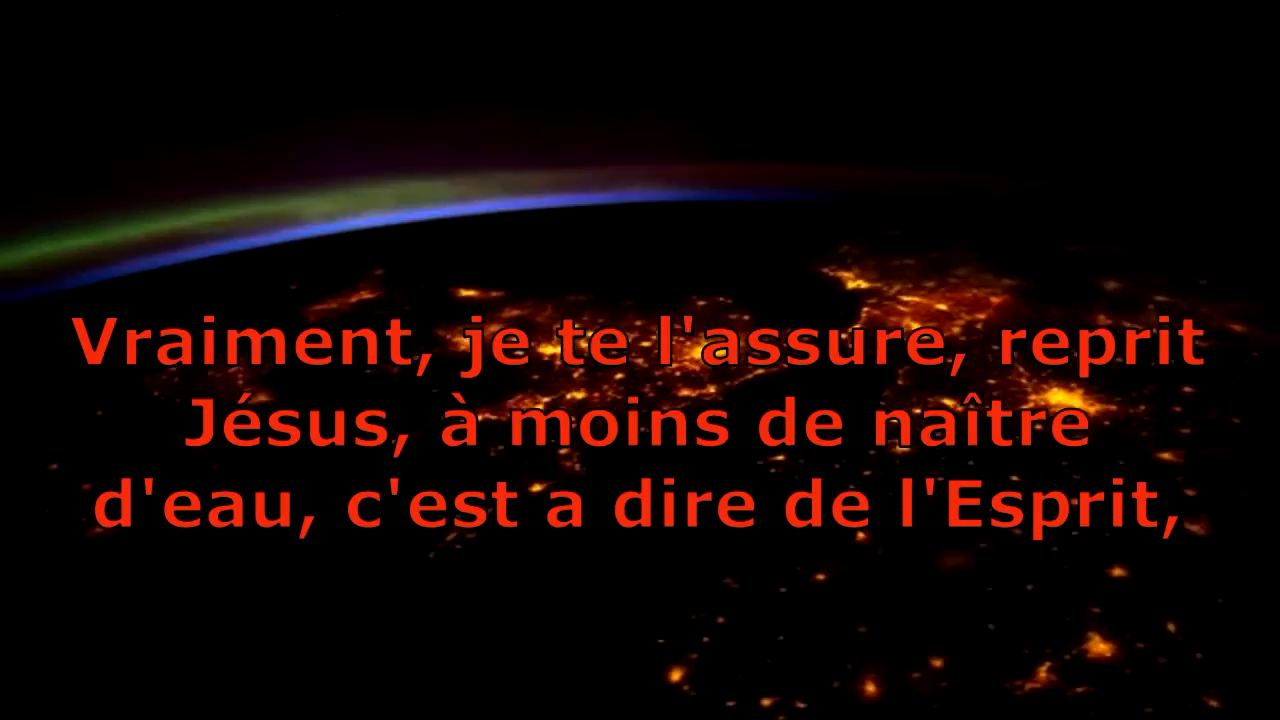 Vraiment, je te l'assure, reprit
Jésus, à moins de naître
d'eau, c'est a dire de l'Esprit,